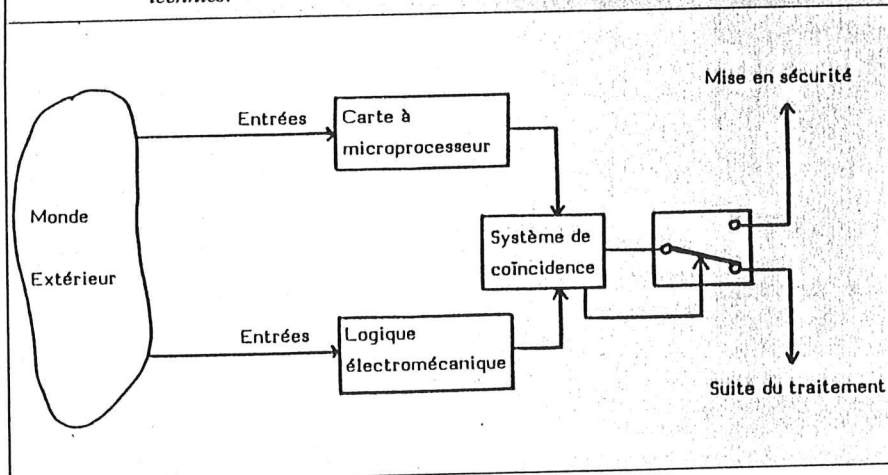 Mise en sécurité
Entrées
Carte à
microprocesseur
Monde
Extérieur
Système de
coïncidence
Entrées
Logique
électromécanique
Suite du traitement